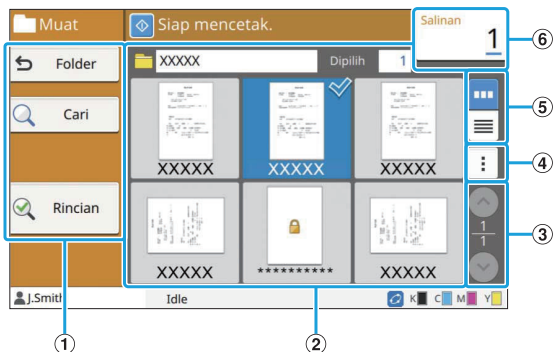 Muat
Siap mencetak.
Salinan
1
Folder
XXXXX
Dipilih
1
Cari
XXXXX
XXXXX
XXXXX
Rincian
1
1
XXXXX
**********
XXXXX
J.Smith
Idle
K C M Y
1
2
3
4
5
6